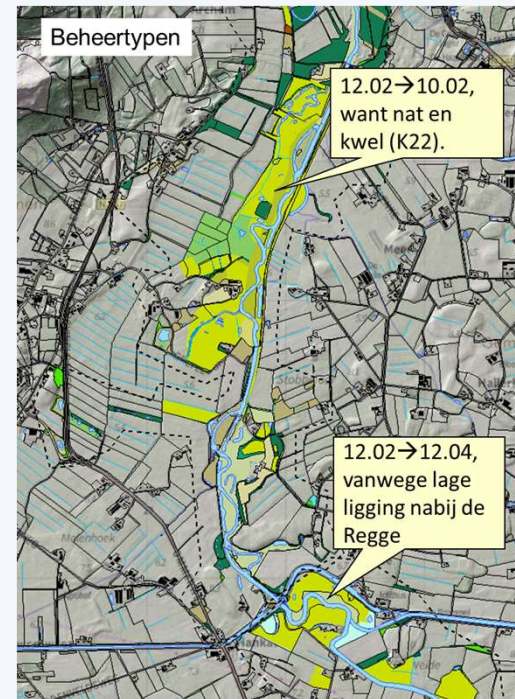 Beheertypen
12.02→10.02,
want nat en
kwel (K22).
12.02→12.04,
vanwege lage
ligging nabij de
Regge
Molenhoek